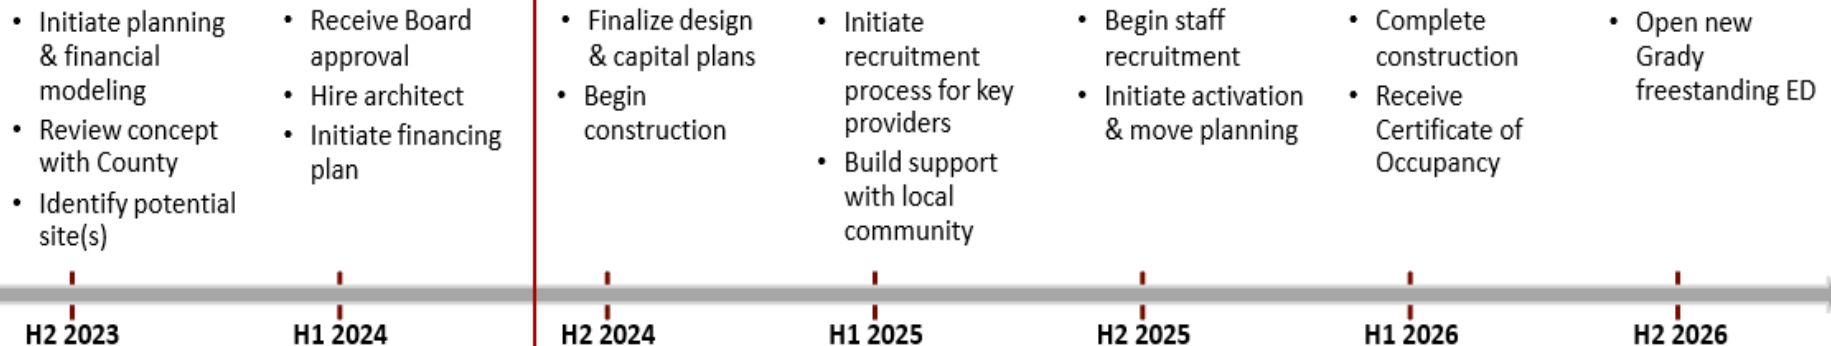 • Initiate planning
& financial
modeling
• Review concept
with County
• Identify potential
site(s)
• Receive Board
approval
• Hire architect
• Initiate financing
plan
• Finalize design
& capital plans
• Begin
construction
• Initiate
recruitment
process for key
providers
• Build support
with local
community
• Begin staff
recruitment
• Initiate activation
& move planning
• Complete
construction
• Receive
Certificate of
Occupancy
• Open new
Grady
freestanding ED
H2 2023
H1 2024
H2 2024
H1 2025
H2 2025
H1 2026
H2 2026